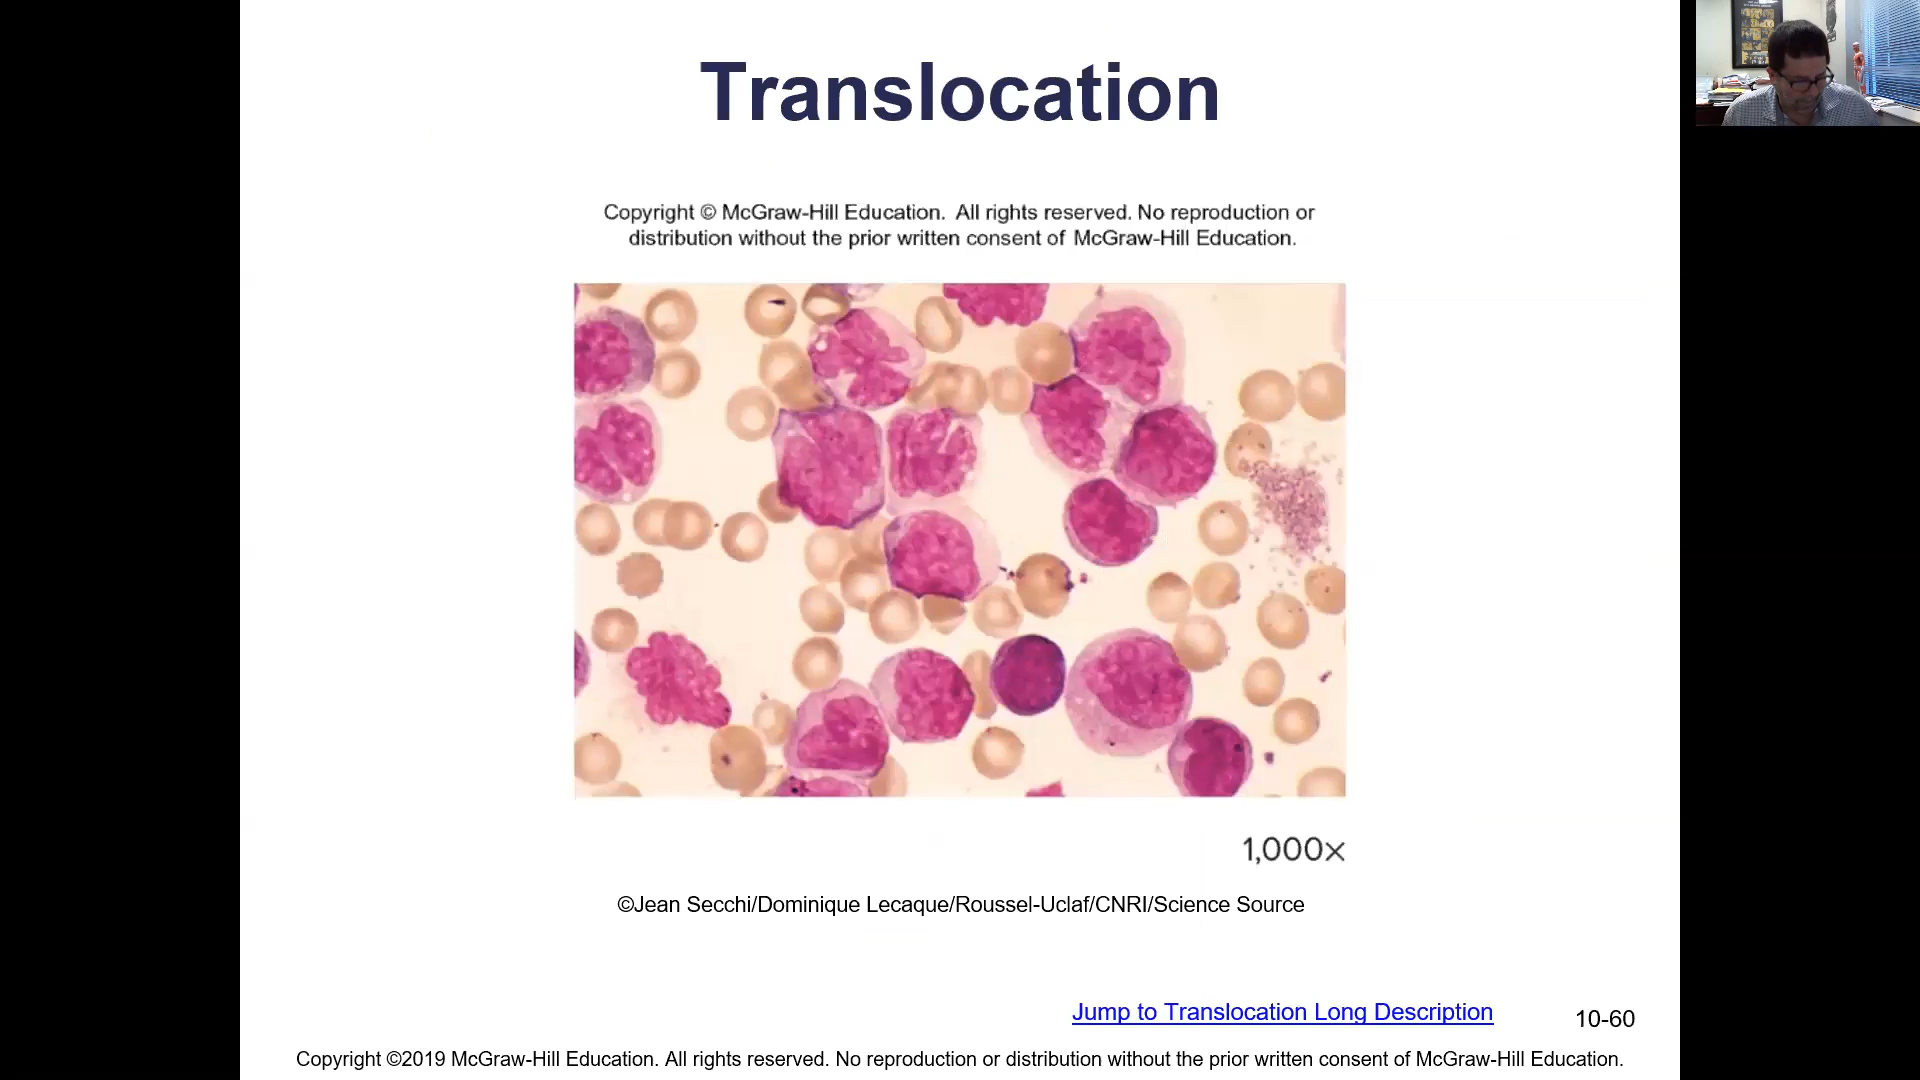 Translocation
Copyright © McGraw-Hill Education. All rights reserved. No reproduction or
distribution without the prior written consent of McGraw-Hill Education.
1,000×
©Jean Secchi/Dominique Lecaque/Roussel-Uclaf/CNRI/Science Source
Jump to Translocation Long Description
10-60
Copyright ©2019 McGraw-Hill Education. All rights reserved. No reproduction or distribution without the prior written consent of McGraw-Hill Education.